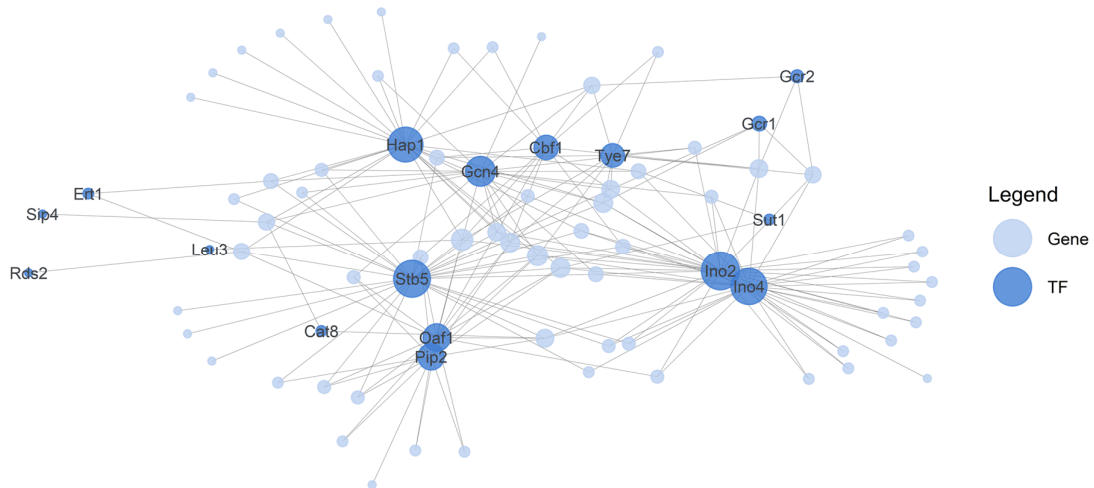 Gcr2
Gcr1
Hap1
Cbf1
Tye7
Gcn4
Ert1
Sip4
Sut1
Leu3
Rds2
Stb5
Ino2
Ino4
Cat8
Oaf1
Pip2
Legend
Gene
TF